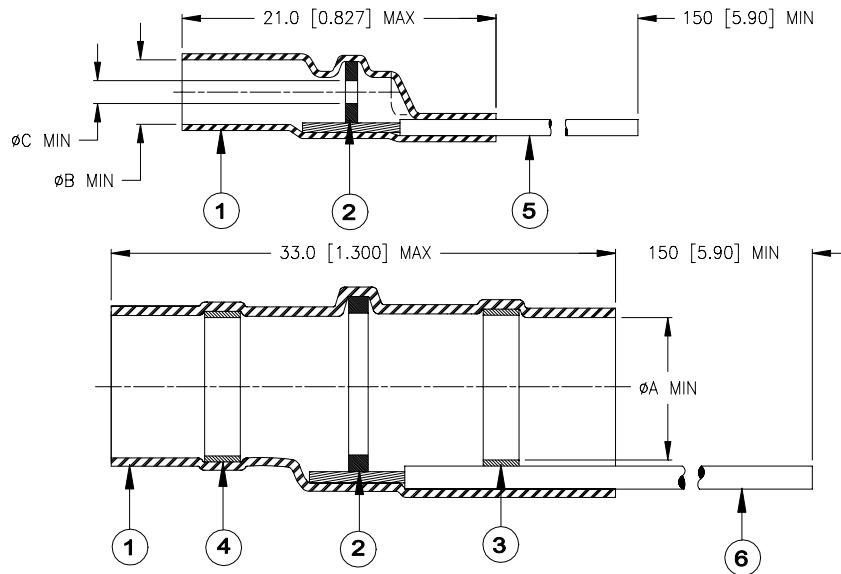 21.0 [0.827] MAX
150 [5.90] MIN
øC MIN
øB MIN
1
2
5
33.0 [1.300] MAX
150 [5.90] MIN
øA MIN
1
4
2
3
6